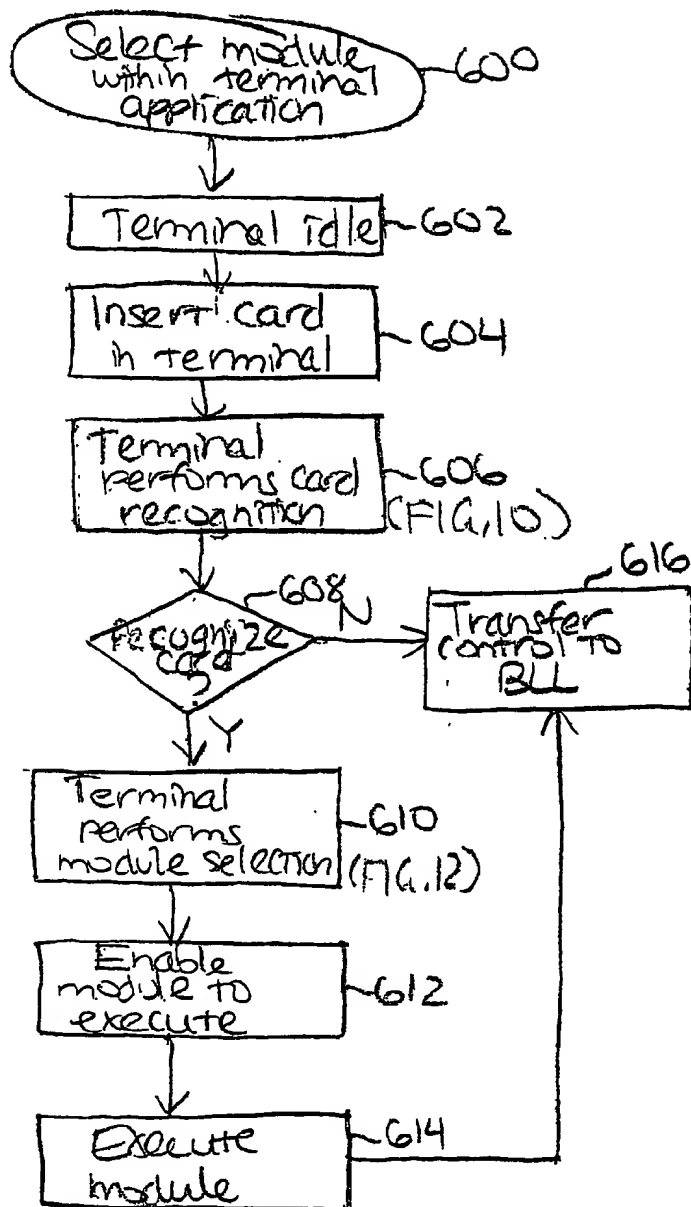 Select module
within terminal
application
600
Terminal idle
602
Insert card
in terminal
604
Terminal
performs card
recognition
606
(FIG. 10)
608
N
616
Recognize
card
?
Transfer
control to
BLL
Y
Terminal
performs
module selection
610
(FIG. 12)
Enable
module to
execute
612
Execute
module
614